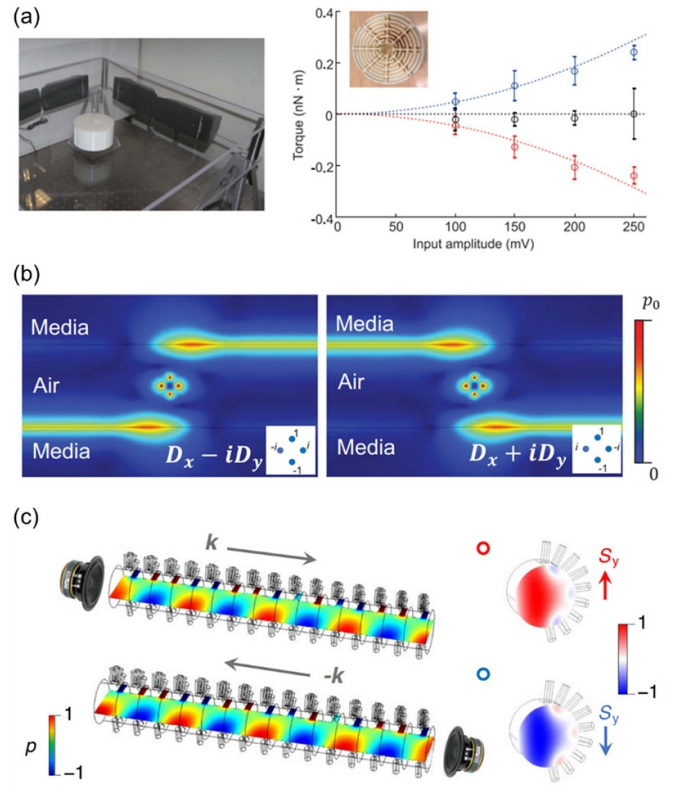 (a)
0.4
0.2
0
-0.2
-0.4
Torque (nN · m)
0
50
100
150
200
250
Input amplitude (mV)
(b)
Media
Air
Media
1
-i
i
-1
Dx − iDy
Media
Air
Media
1
i
-i
-1
Dx + iDy
p0
0
(c)
k
Sy
1
-1
-k
Sy
p
1
-1